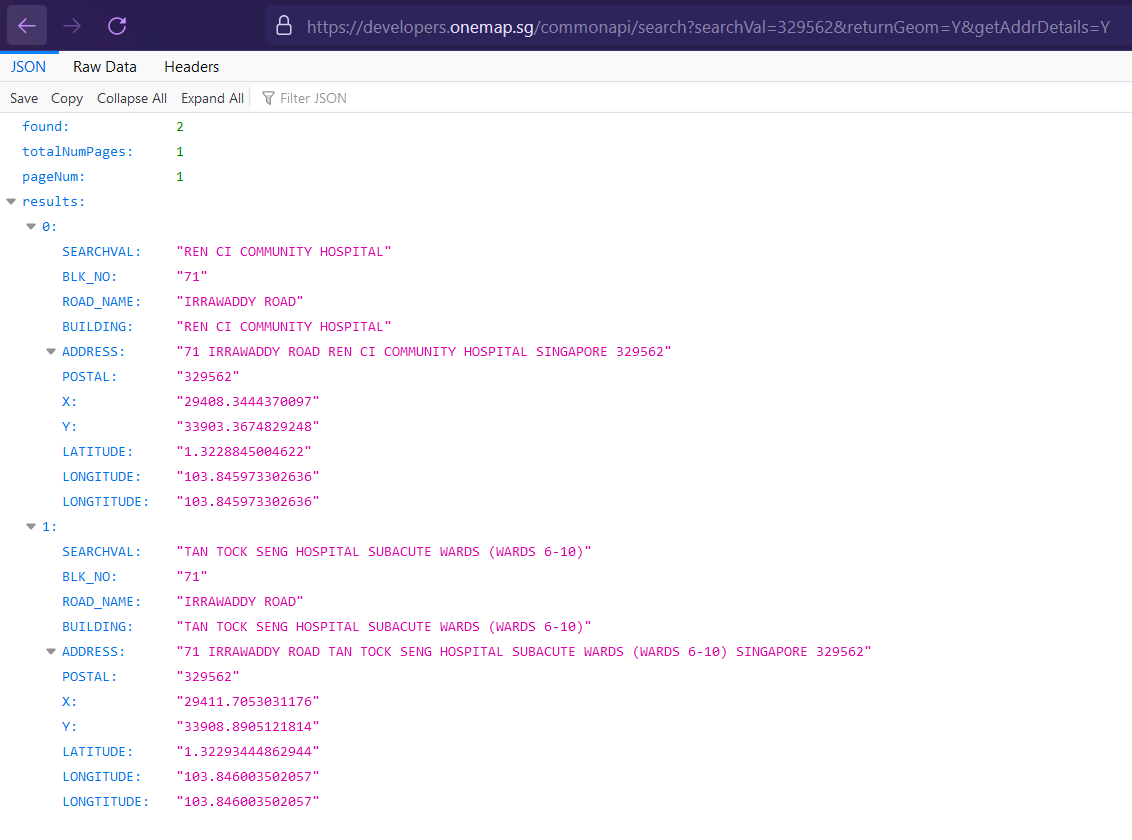 https://developers.onemap.sg/commonapi/search?searchVal=329562&returnGeom=Y&getAddrDetails=Y
JSON Raw Data Headers
Save Copy Collapse All Expand All Filter JSON
found: 2
totalNumPages: 1
pageNum: 1
results:
0:
SEARCHVAL: "REN CI COMMUNITY HOSPITAL"
BLK_NO: "71"
ROAD_NAME: "IRRAWADDY ROAD"
BUILDING: "REN CI COMMUNITY HOSPITAL"
ADDRESS: "71 IRRAWADDY ROAD REN CI COMMUNITY HOSPITAL SINGAPORE 329562"
POSTAL: "329562"
X: "29408.3444370097"
Y: "33903.3674829248"
LATITUDE: "1.3228845004622"
LONGITUDE: "103.845973302636"
LONGTITUDE: "103.845973302636"
1:
SEARCHVAL: "TAN TOCK SENG HOSPITAL SUBACUTE WARDS (WARDS 6-10)"
BLK_NO: "71"
ROAD_NAME: "IRRAWADDY ROAD"
BUILDING: "TAN TOCK SENG HOSPITAL SUBACUTE WARDS (WARDS 6-10)"
ADDRESS: "71 IRRAWADDY ROAD TAN TOCK SENG HOSPITAL SUBACUTE WARDS (WARDS 6-10) SINGAPORE 329562"
POSTAL: "329562"
X: "29411.7053031176"
Y: "33908.8905121814"
LATITUDE: "1.32293444862944"
LONGITUDE: "103.846003502057"
LONGTITUDE: "103.846003502057"